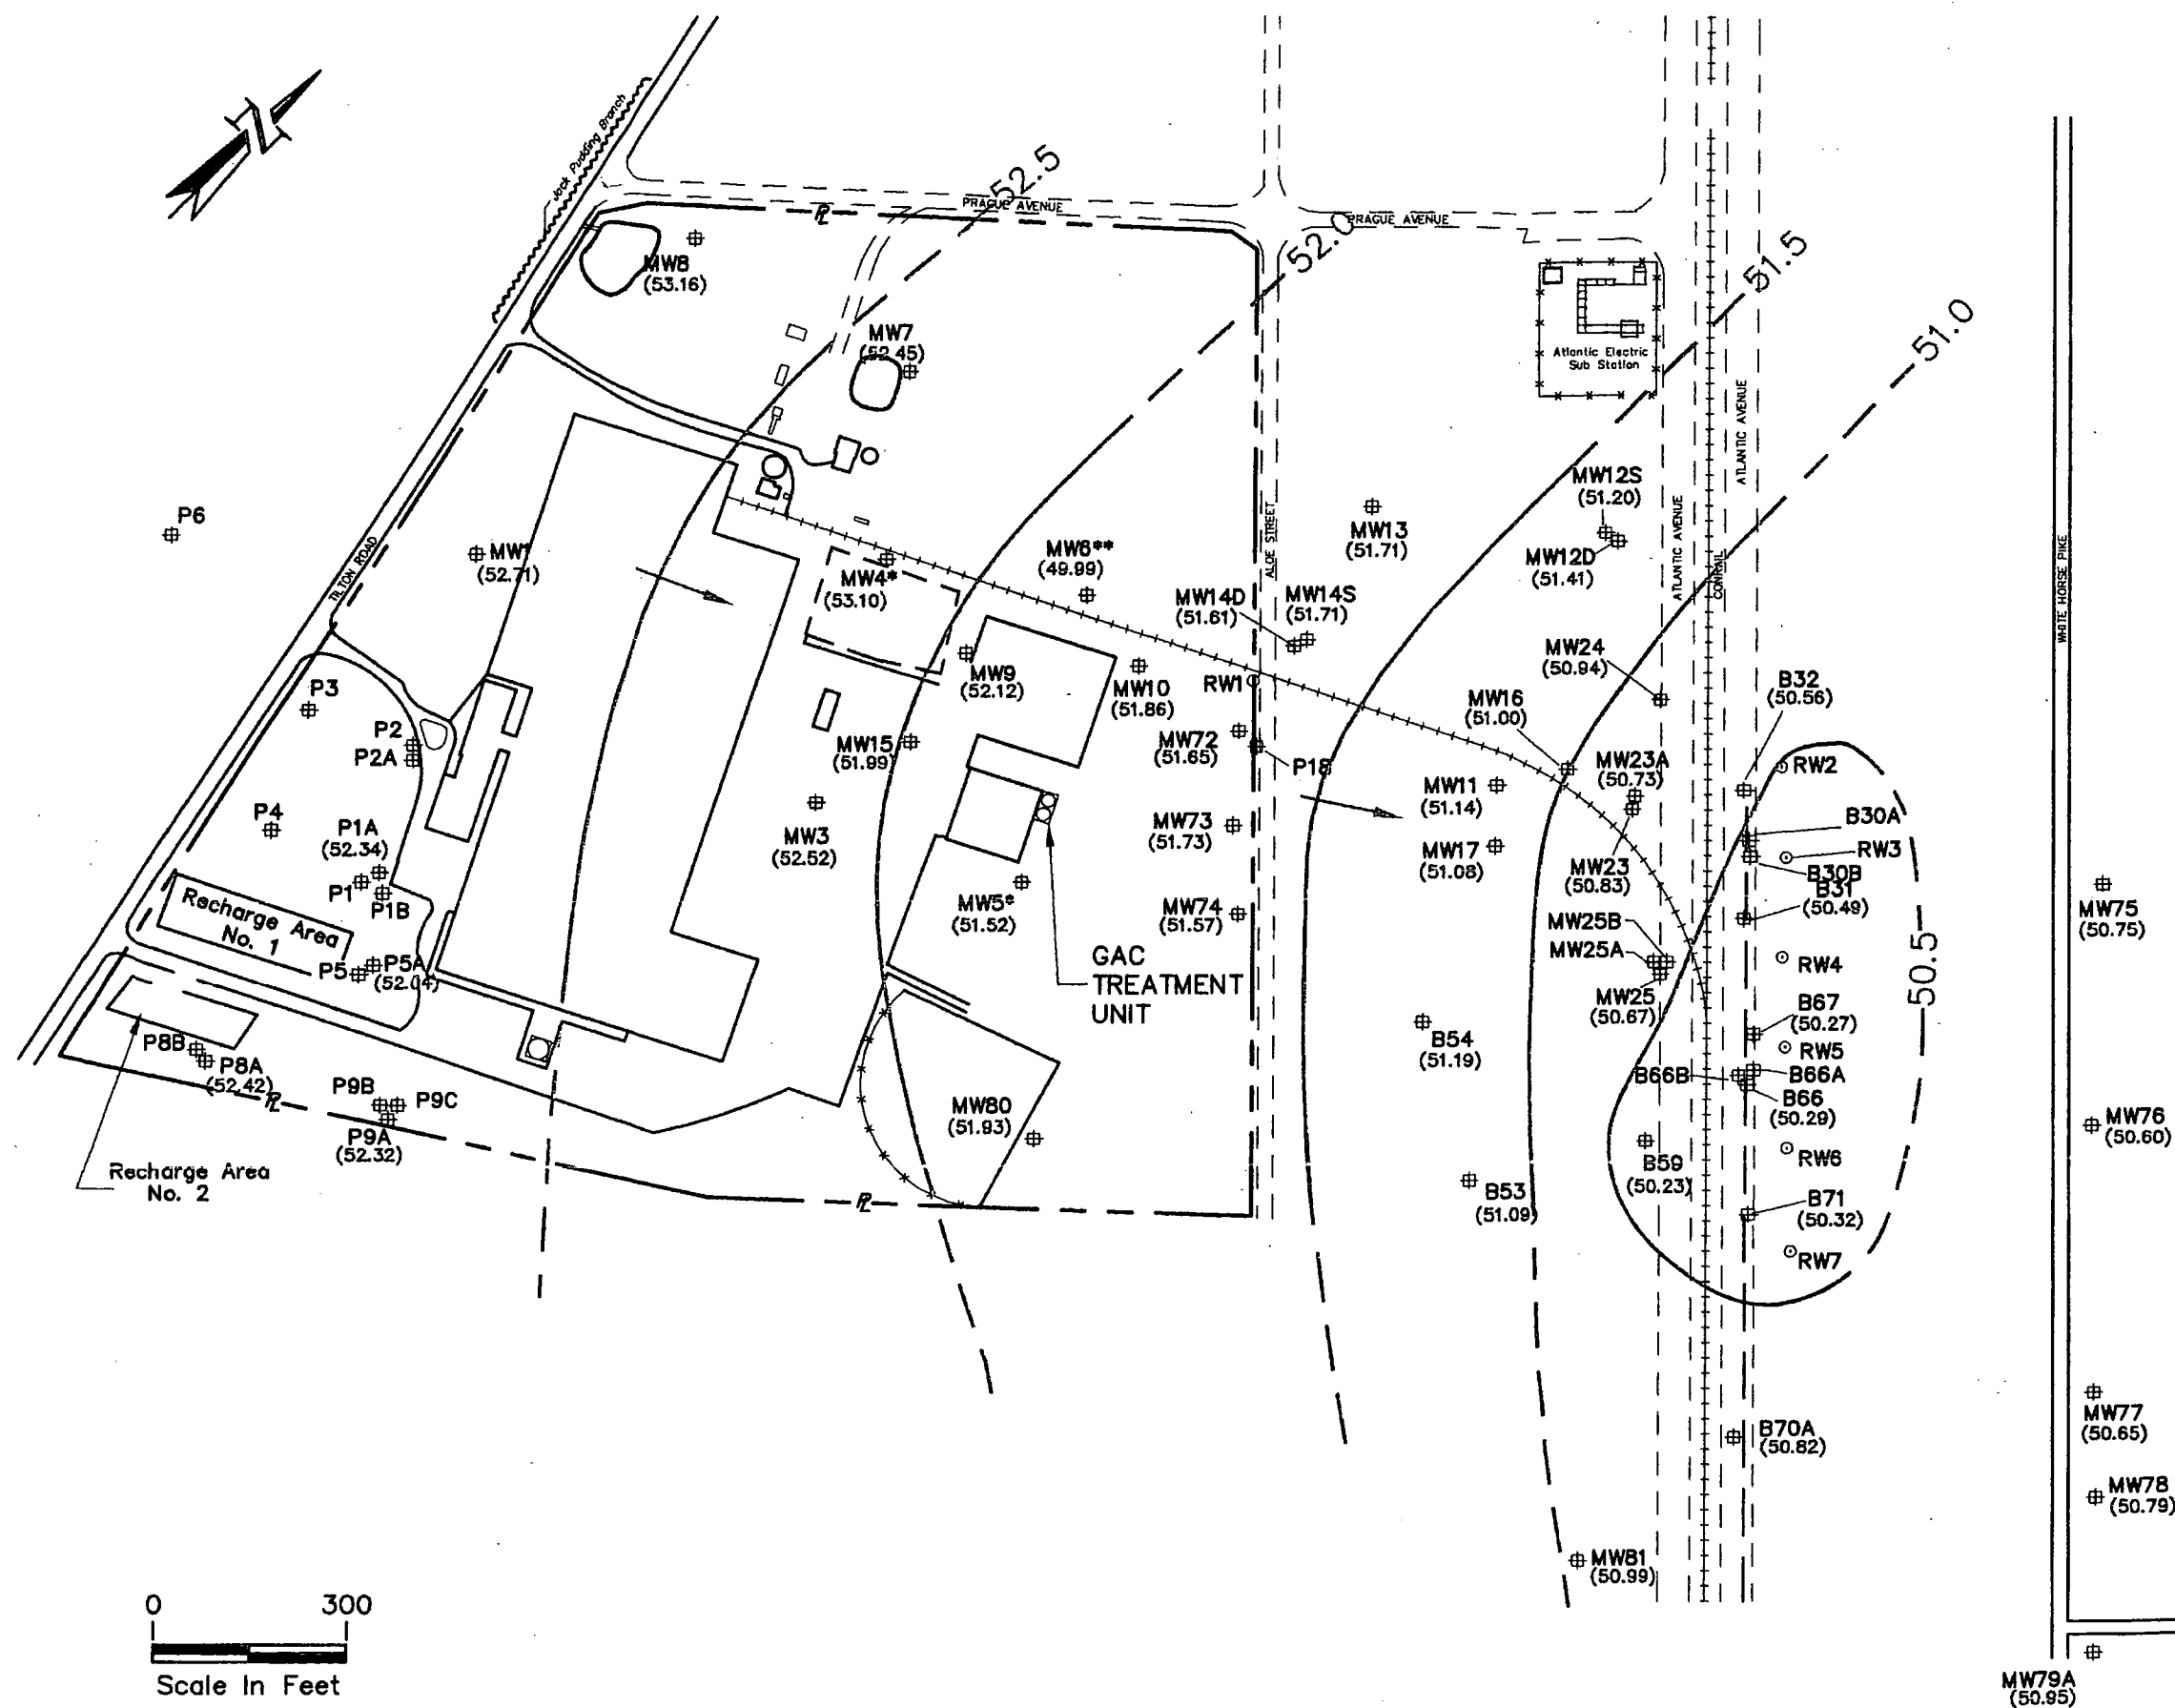 Jack Pudding Branch
52.5
PRAGUE AVENUE
PRAGUE AVENUE
52.0
51.5
51.0
MW8
(53.16)
MW7
(52.45)
Atlantic Electric
Sub Station
ATLANTIC AVENUE
P6
TILTON ROAD
MW1
(52.71)
MW4*
(53.10)
MW6**
(49.99)
ALOE STREET
MW13
(51.71)
MW12S
(51.20)
MW12D
(51.41)
ATLANTIC AVENUE
CONRAIL
WHITE HORSE PIKE
MW14D
(51.61)
MW14S
(51.71)
MW9
(52.12)
MW10
(51.86)
RW1
MW24
(50.94)
B32
(50.56)
P3
P2
P2A
MW15
(51.99)
MW72
(51.65)
P18
MW16
(51.00)
MW23A
(50.73)
RW2
MW11
(51.14)
P4
P1A
(52.34)
MW3
(52.52)
MW73
(51.73)
MW17
(51.08)
MW23
(50.83)
B30A
RW3
B30B
B31
(50.49)
P1
P1B
MW5*
(51.52)
MW74
(51.57)
MW75
(50.75)
Recharge Area
No. 1
P5
P5A
GAC
TREATMENT
UNIT
MW25B
MW25A
MW25
(50.67)
RW4
50.5
B67
(50.27)
RW5
B54
(51.19)
P8B
P8A
(52.42)
B66B
B66A
B66
(50.29)
P9B
P9C
P9A
(52.32)
MW80
(51.93)
MW76
(50.60)
Recharge Area
No. 2
B59
(50.23)
RW6
B53
(51.09)
B71
(50.32)
RW7
MW77
(50.65)
B70A
(50.82)
MW78
(50.79)
MW81
(50.99)
0 300
Scale In Feet
MW79A
(50.95)